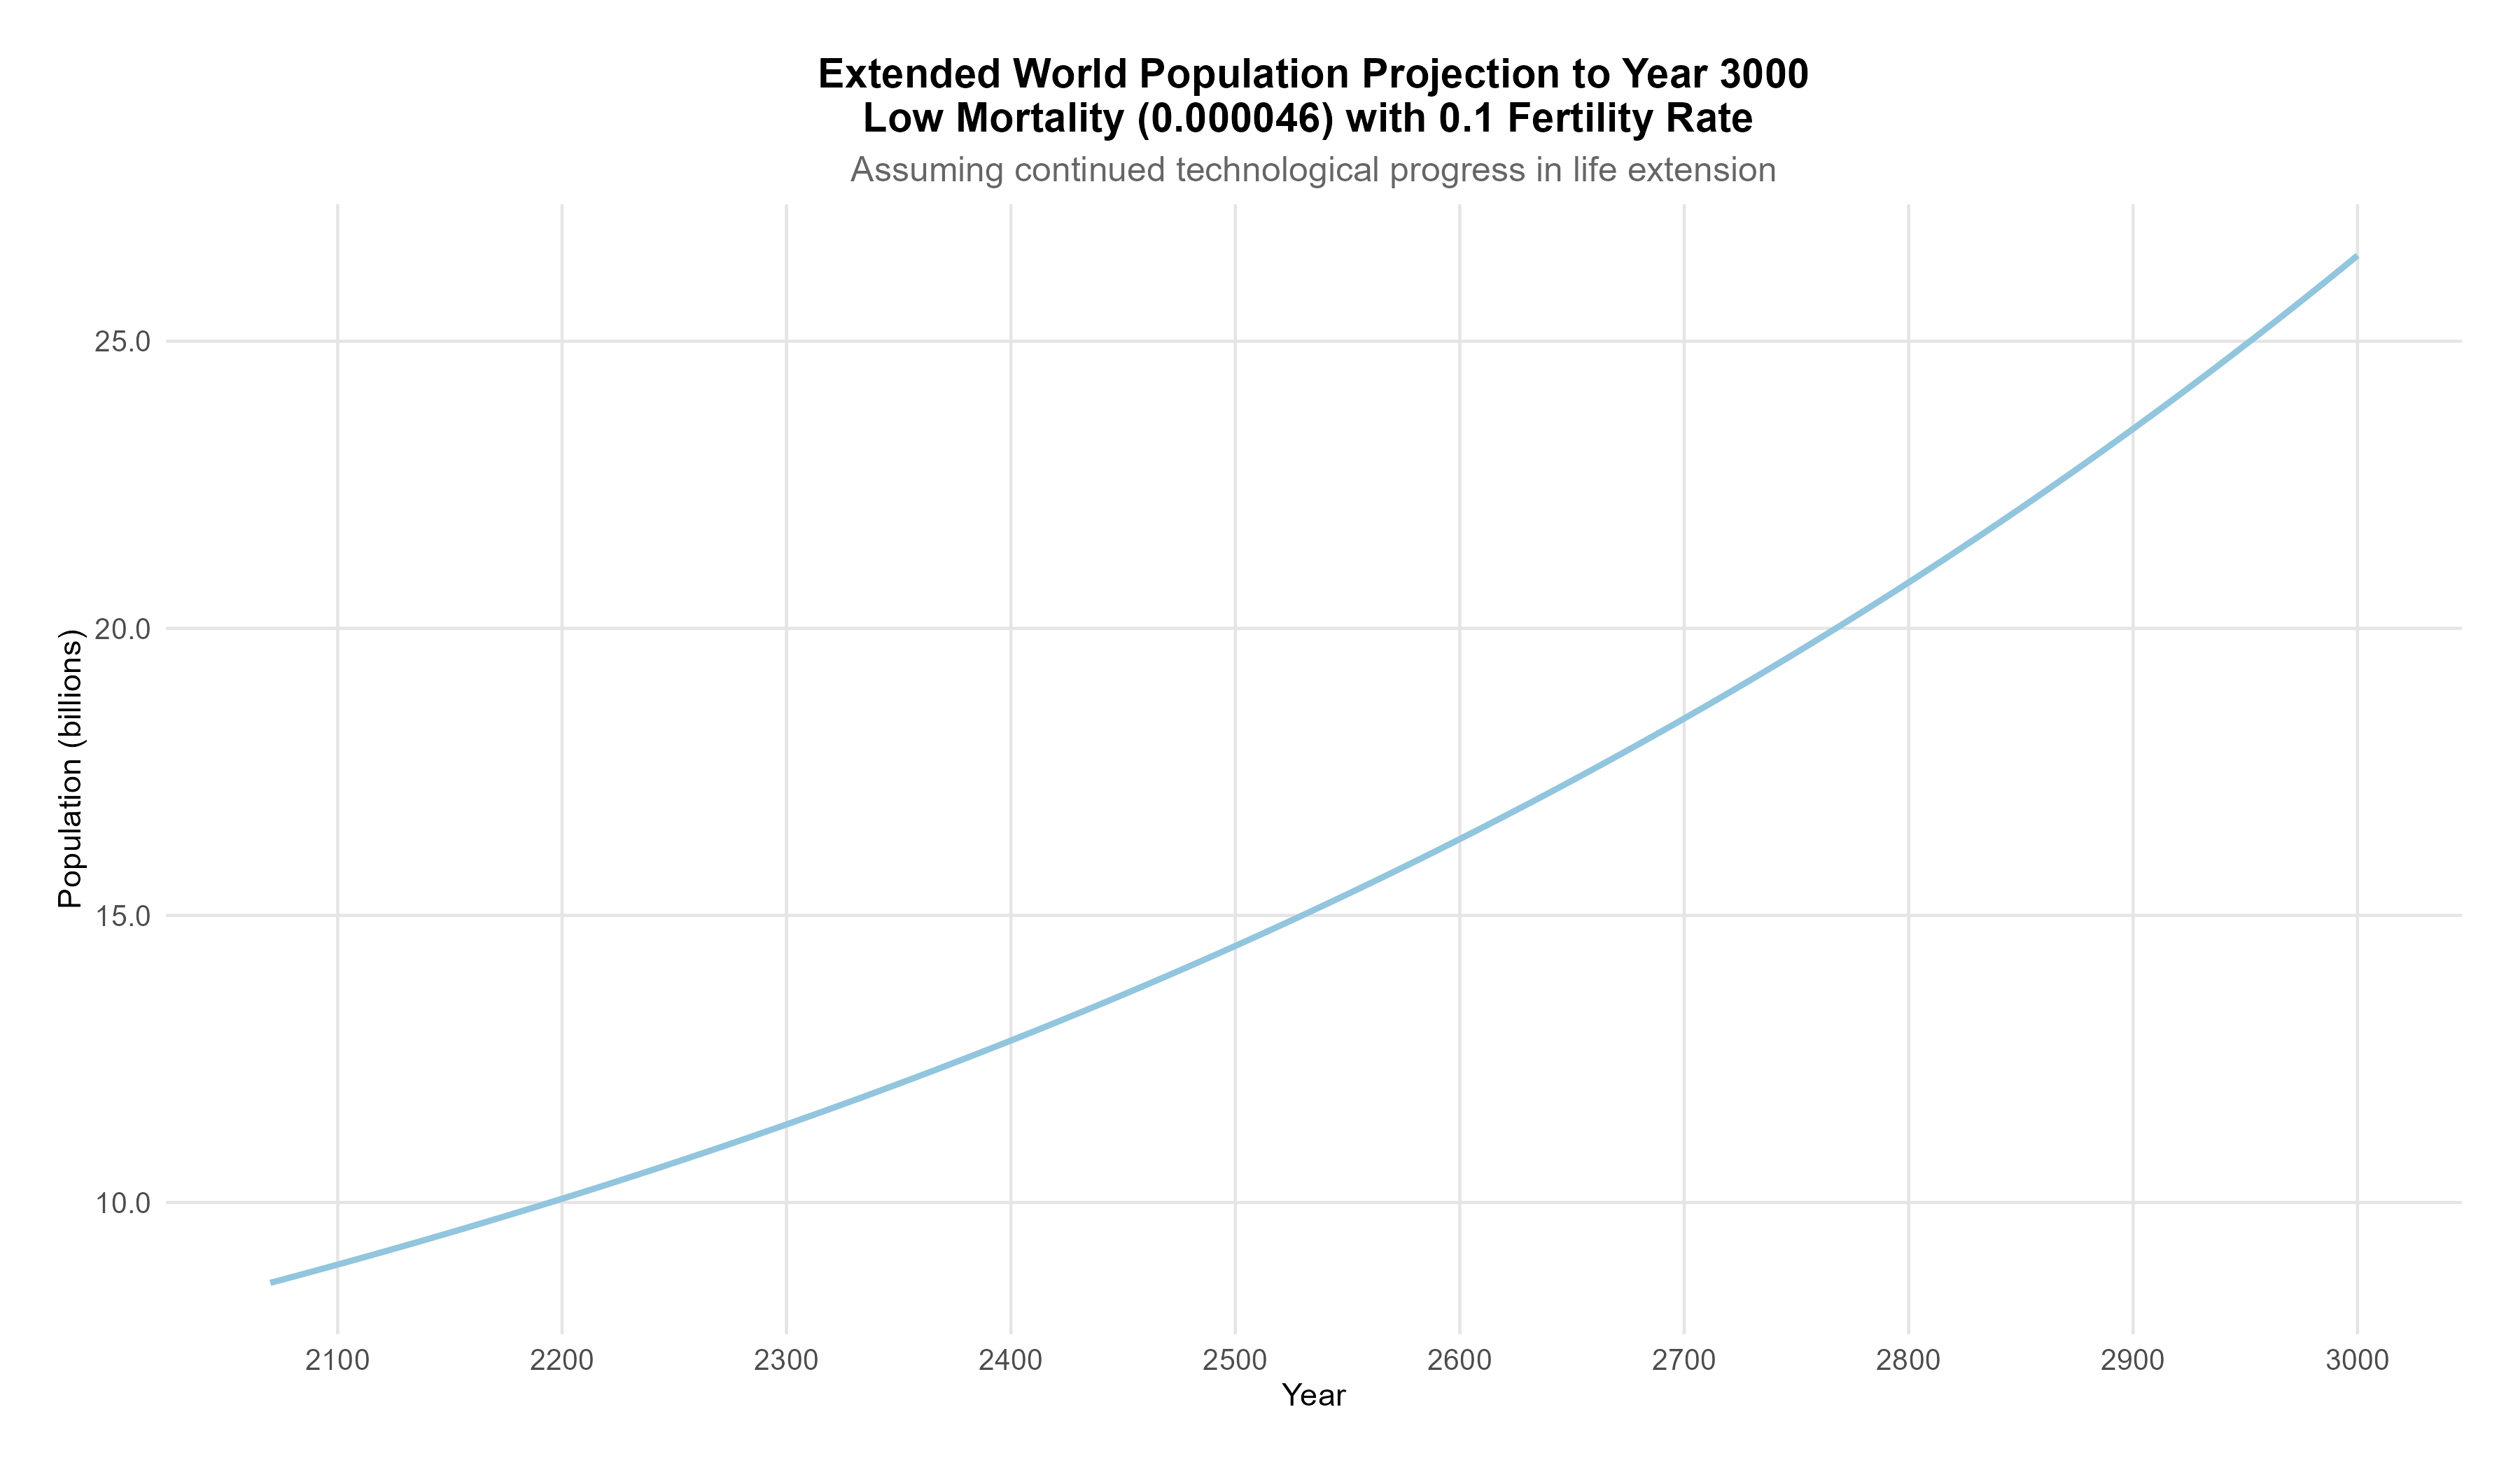 Extended World Population Projection to Year 3000
Low Mortality (0.000046) with 0.1 Fertility Rate
Assuming continued technological progress in life extension
Population (billions)
25.0
20.0
15.0
10.0
2100 2200 2300 2400 2500 2600 2700 2800 2900 3000
Year